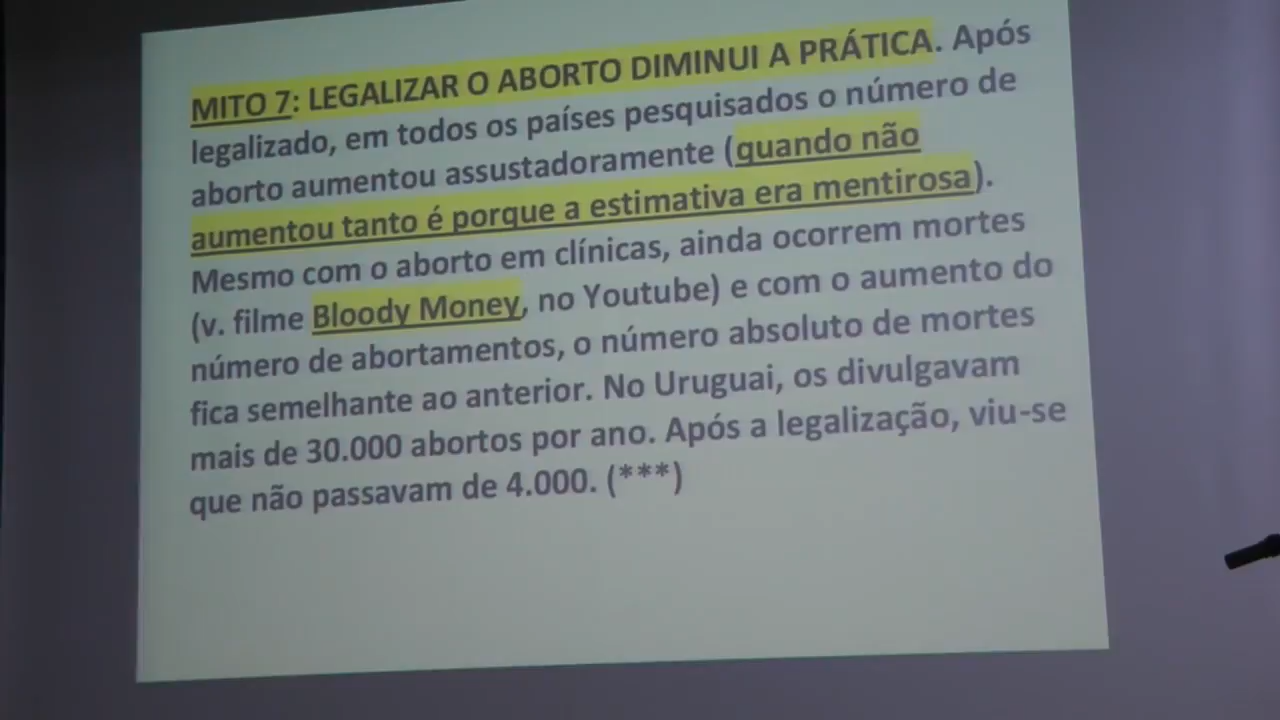 MITO 7: LEGALIZAR O ABORTO DIMINUI A PRÁTICA. Após
legalizado, em todos os países pesquisados o número de
aborto aumentou assustadoramente (quando não
aumentou tanto é porque a estimativa era mentirosa).
Mesmo com o aborto em clínicas, ainda ocorrem mortes
(v. filme Bloody Money, no Youtube) e com o aumento do
número de abortamentos, o número absoluto de mortes
fica semelhante ao anterior. No Uruguai, os divulgavam
mais de 30.000 abortos por ano. Após a legalização, viu-se
que não passavam de 4.000. (***)